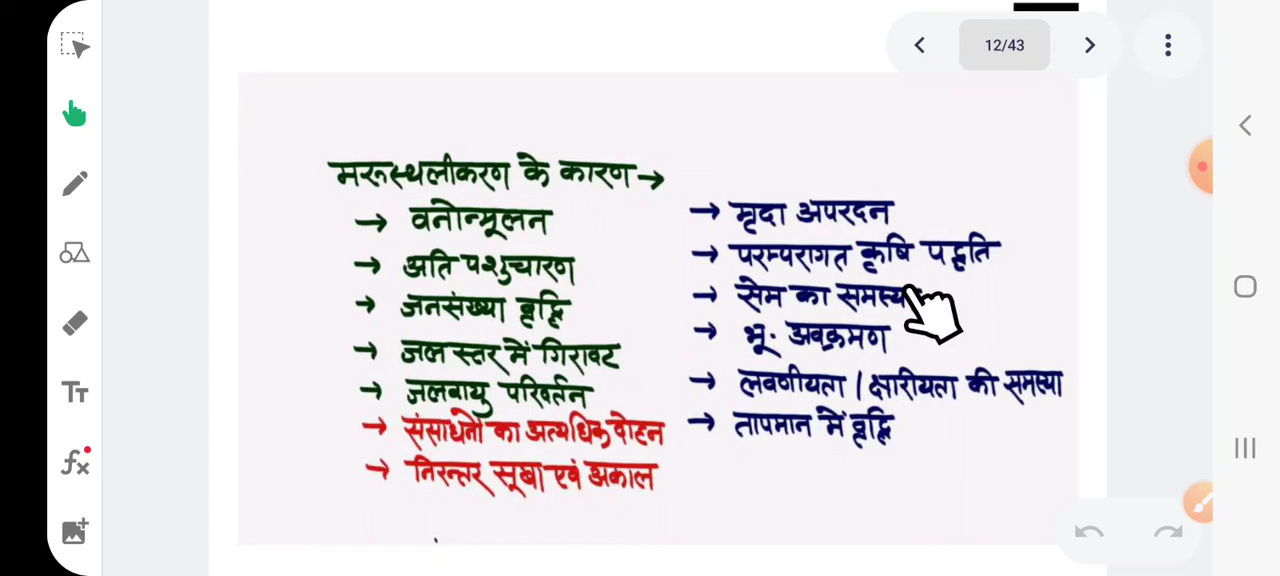 12/43
मरूस्थलीकरण के कारण →
→ वनोन्मूलन
→ अति पशुचारण
→ जनसंख्या वृद्धि
→ जल स्तर में गिरावट
→ जलवायु परिवर्तन
→ संसाधनों का अत्यधिक दोहन
→ निरन्तर सूखा एवं अकाल
→ मृदा अपरदन
→ परम्परागत कृषि पद्धति
→ सेम का समस्य
→ भू. अवक्रमण
→ लवणीयता / क्षारीयता की समस्या
→ तापमान में वृद्धि
Tт
fx